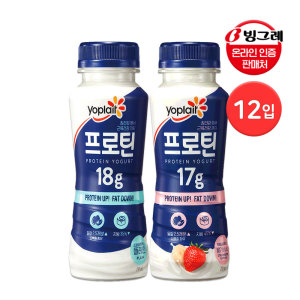 빙그레
온라인 인증
판매처
12입
yoplait
프로틴
PROTEIN YOGURT
18g
PROTEIN UP! FAT DOWN!
yoplait
프로틴
PROTEIN YOGURT
17g
PROTEIN UP! FAT DOWN!